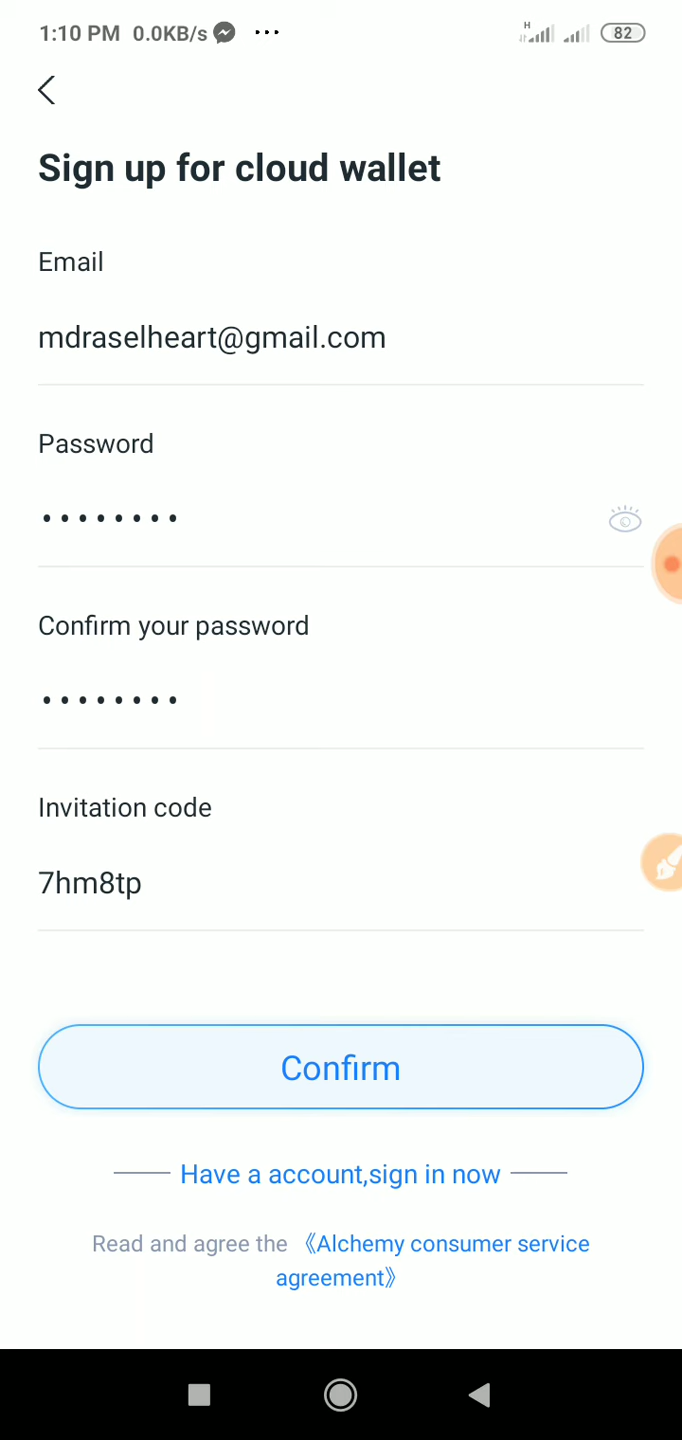 1:10 PM 0.0KB/s ... H 82
Sign up for cloud wallet
Email
mdraselheart@gmail.com
Password
••••••••
Confirm your password
••••••••
Invitation code
7hm8tp
Confirm
Have a account,sign in now
Read and agree the 《Alchemy consumer service
agreement》